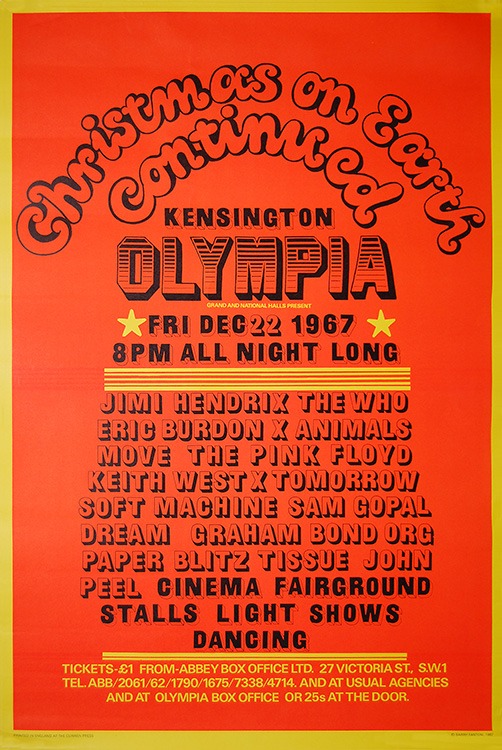 Christmas on Earth
Continued
KENSINGTON
OLYMPIA
GRAND AND NATIONAL HALLS PRESENT
FRI DEC 22 1967
8PM ALL NIGHT LONG
JIMI HENDRIX THE WHO
ERIC BURDON X ANIMALS
MOVE THE PINK FLOYD
KEITH WEST X TOMORROW
SOFT MACHINE SAM GOPAL
DREAM GRAHAM BOND ORG
PAPER BLITZ TISSUE JOHN
PEEL CINEMA FAIRGROUND
STALLS LIGHT SHOWS
DANCING
TICKETS-£1 FROM-ABBEY BOX OFFICE LTD. 27 VICTORIA ST., S.W.1
TEL. ABB/2061/62/1790/1675/7338/4714. AND AT USUAL AGENCIES
AND AT OLYMPIA BOX OFFICE OR 25s AT THE DOOR.